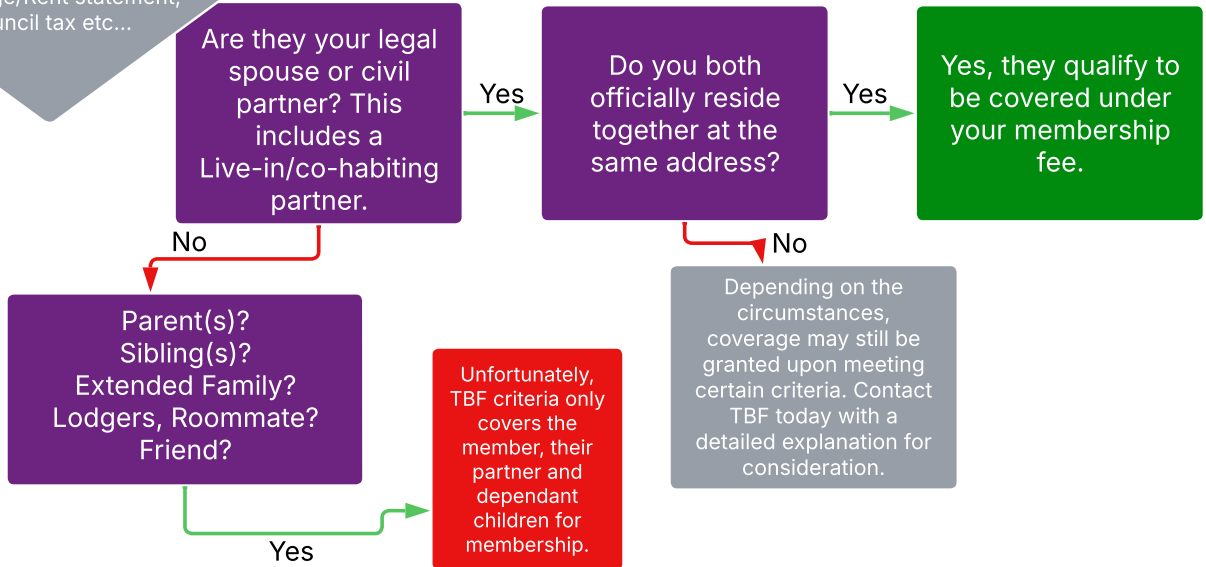 statement,
council tax etc...
Are they your legal
spouse or civil
partner? This
includes a
Live-in/co-habiting
partner.
Yes
Do you both
officially reside
together at the
same address?
Yes
Yes, they qualify to
be covered under
your membership
fee.
No
No
Parent(s)?
Sibling(s)?
Extended Family?
Lodgers, Roommate?
Friend?
Yes
Unfortunately,
TBF criteria only
covers the
member, their
partner and
dependant
children for
membership.
Depending on the
circumstances,
coverage may still be
granted upon meeting
certain criteria. Contact
TBF today with a
detailed explanation for
consideration.